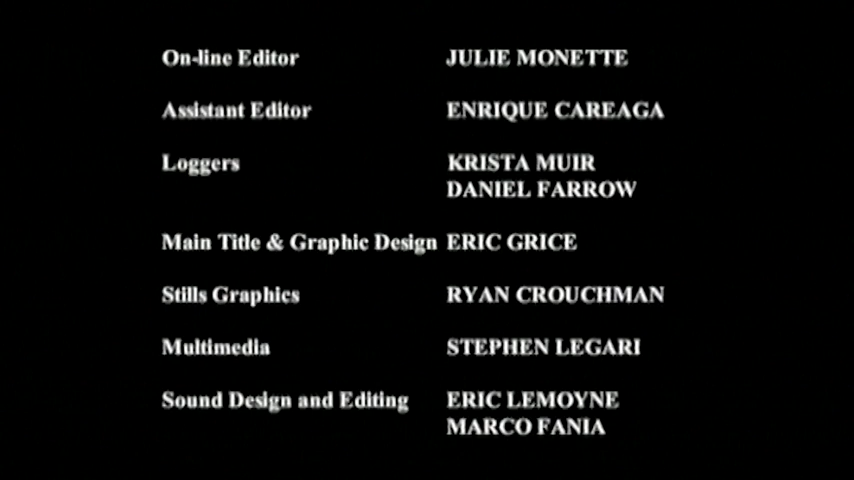 On-line Editor JULIE MONETTE
Assistant Editor ENRIQUE CAREAGA
Loggers KRISTA MUIR
DANIEL FARROW
Main Title & Graphic Design ERIC GRICE
Stills Graphics RYAN CROUCHMAN
Multimedia STEPHEN LEGARI
Sound Design and Editing ERIC LEMOYNE
MARCO FANIA